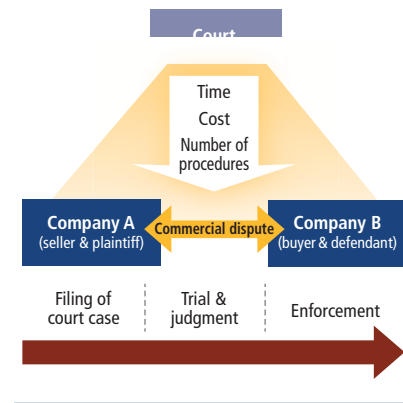 Court
Time
Cost
Number of
procedures
Company A
(seller & plaintiff)
Commercial dispute
Company B
(buyer & defendant)
Filing of
court case
Trial &
judgment
Enforcement